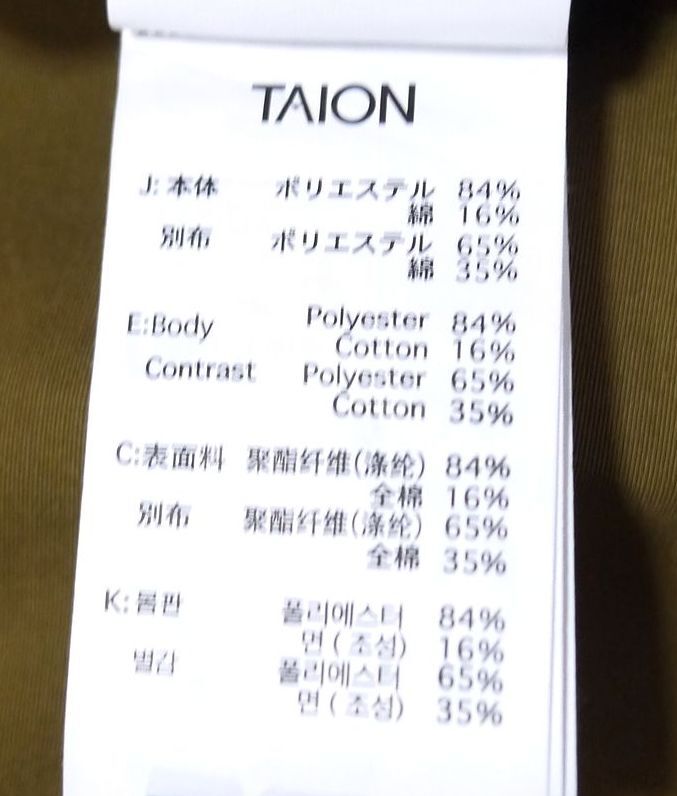 TAION
J: 本体 ポリエステル 84%
綿 16%
別布 ポリエステル 65%
綿 35%
E:Body Polyester 84%
Cotton 16%
Contrast Polyester 65%
Cotton 35%
C:表面料 聚酯纤维(涤纶) 84%
全棉 16%
別布 聚酯纤维(涤纶) 65%
全棉 35%
K: 몸판 폴리에스터 84%
면 ( 조성) 16%
별감 폴리에스터 65%
면 ( 조성) 35%